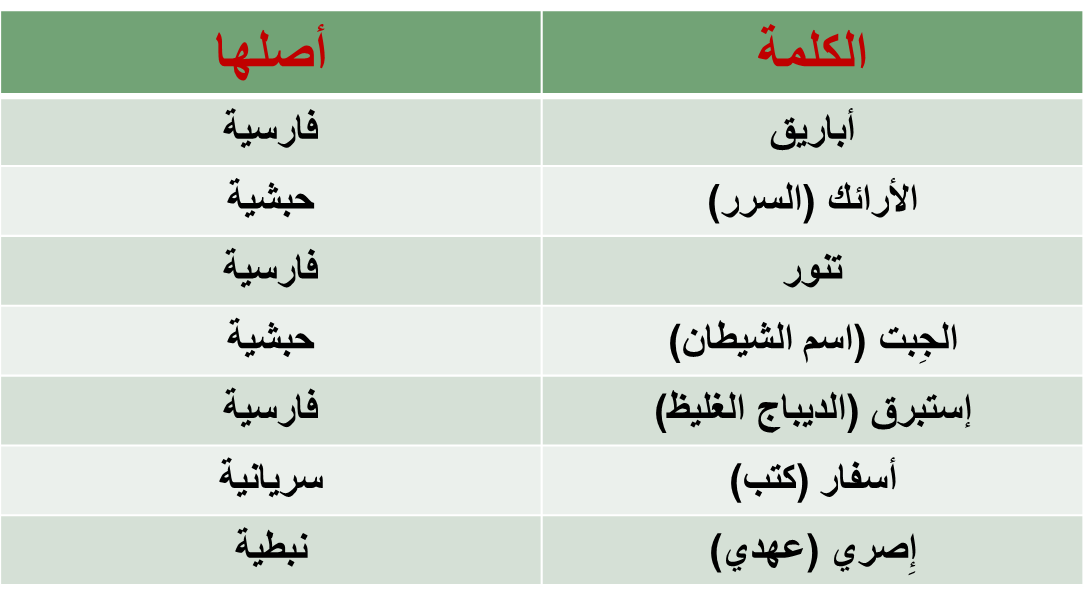 الكلمة أصلها
أباريق فارسية
الأرائك (السرر) حبشية
تنور فارسية
الجِبت (اسم الشيطان) حبشية
إستبرق (الديباج الغليظ) فارسية
أسفار (كتب) سريانية
إِصري (عهدي) نبطية